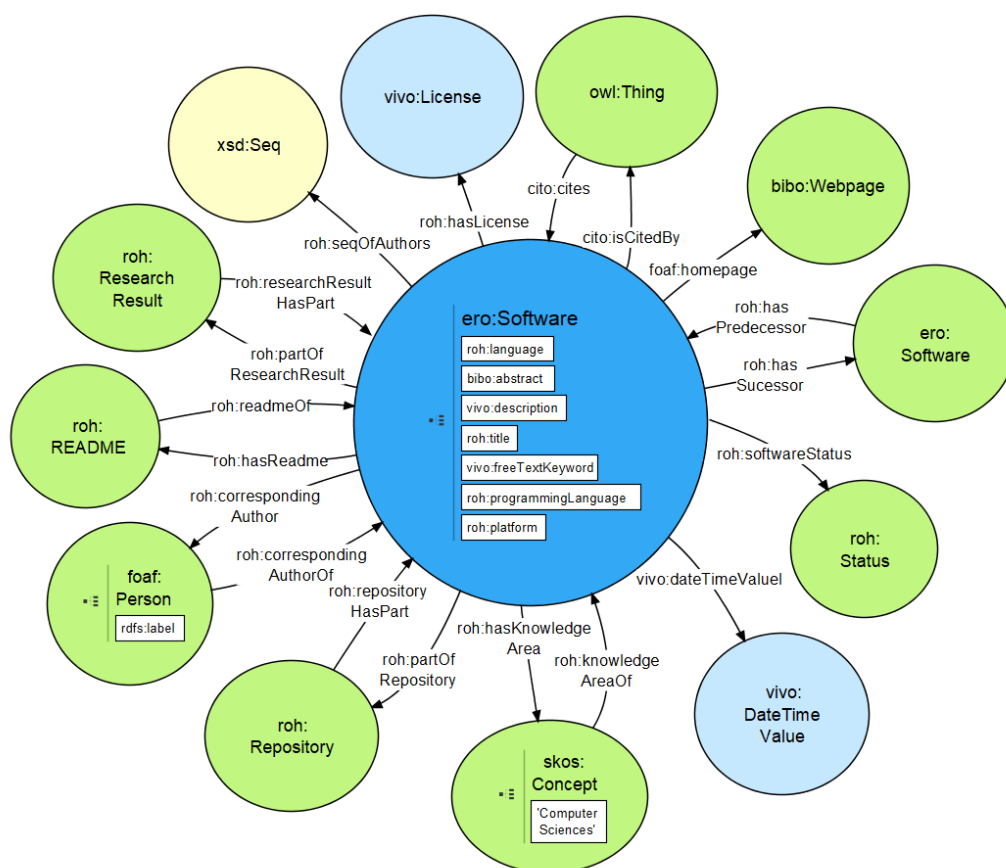 vivo:License
owl:Thing
xsd:Seq
cito:cites
bibo:Webpage
roh:hasLicense
cito:isCitedBy
roh:seqOfAuthors
roh:
Research
Result
roh:researchResult
HasPart
foaf:homepage
roh:has
Predecessor
ero:
Software
ero:Software
roh:language
bibo:abstract
vivo:description
roh:title
vivo:freeTextKeyword
roh:programmingLanguage
roh:platform
roh:partOf
ResearchResult
roh:has
Sucessor
roh:
README
roh:readmeOf
roh:hasReadme
roh:softwareStatus
roh:corresponding
Author
roh:
Status
roh:corresponding
AuthorOf
foaf:
Person
rdfs:label
roh:repository
HasPart
vivo:dateTimeValuel
roh:partOf
Repository
roh:hasKnowledge
Area
roh:knowledge
AreaOf
roh:
Repository
vivo:
DateTime
Value
skos:
Concept
'Computer
Sciences'